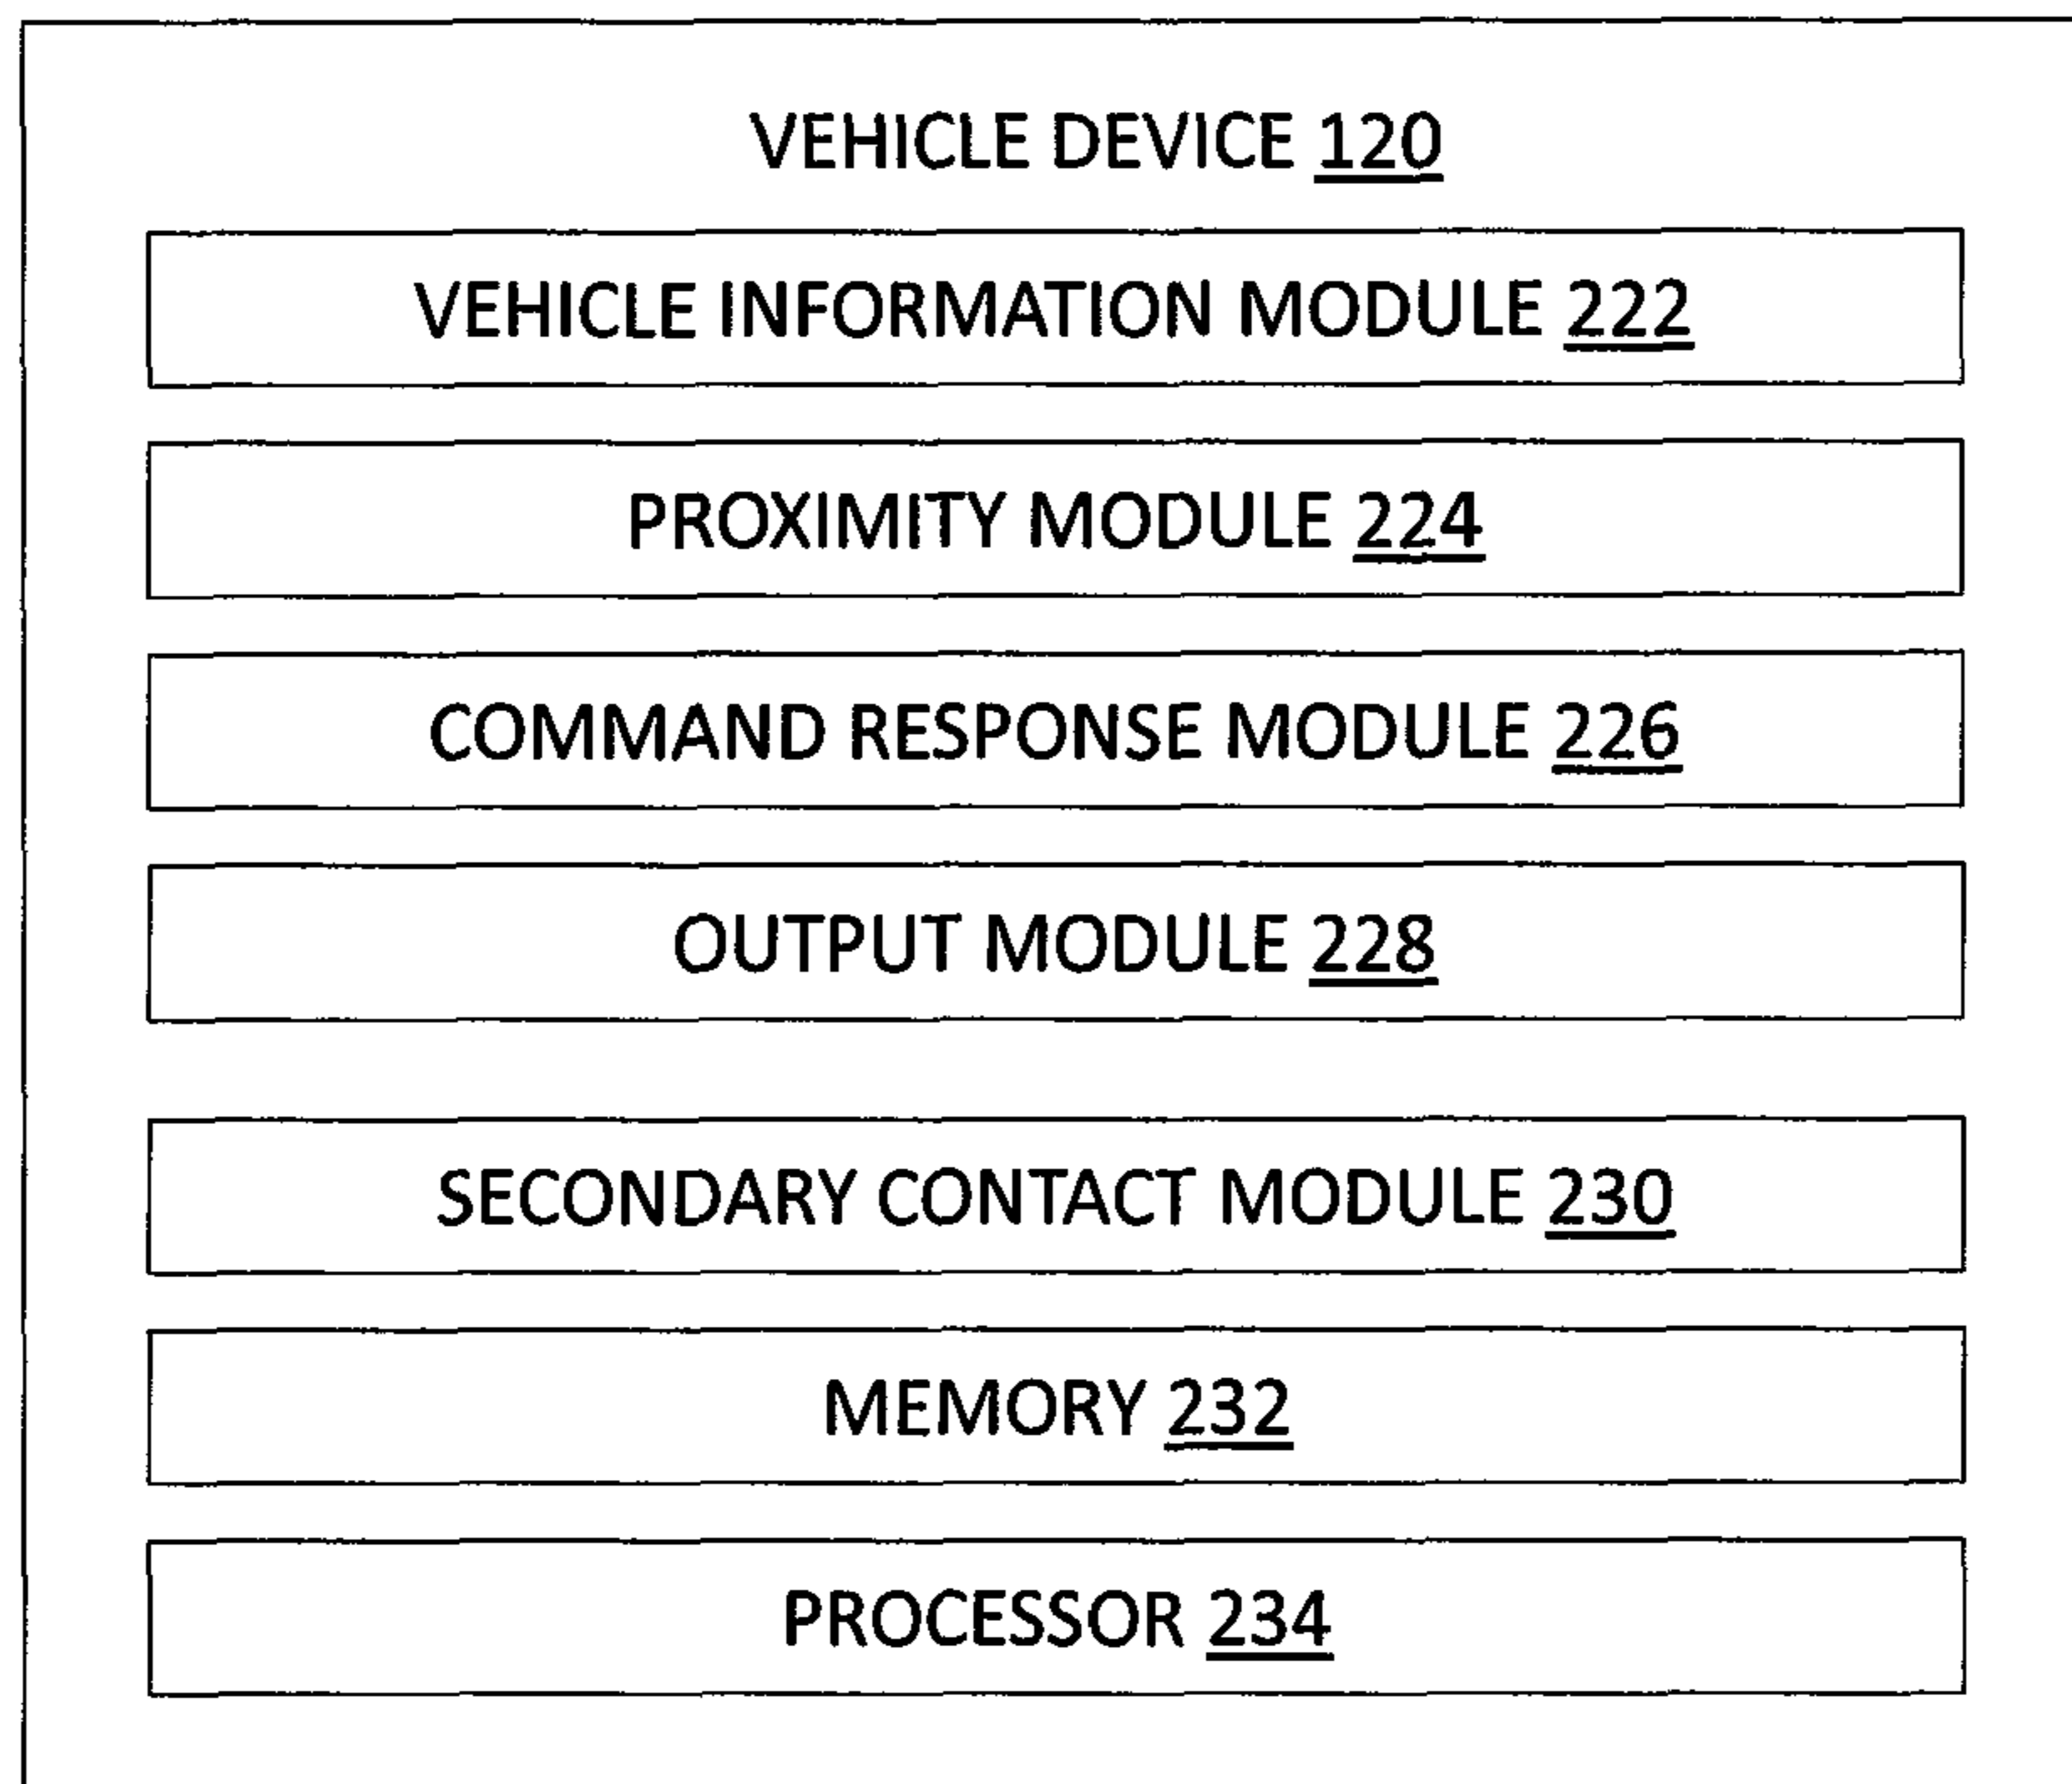 VEHICLE DEVICE 120
VEHICLE INFORMATION MODULE 222
PROXIMITY MODULE 224
COMMAND RESPONSE MODULE 226
OUTPUT MODULE 228
SECONDARY CONTACT MODULE 230
MEMORY 232
PROCESSOR 234